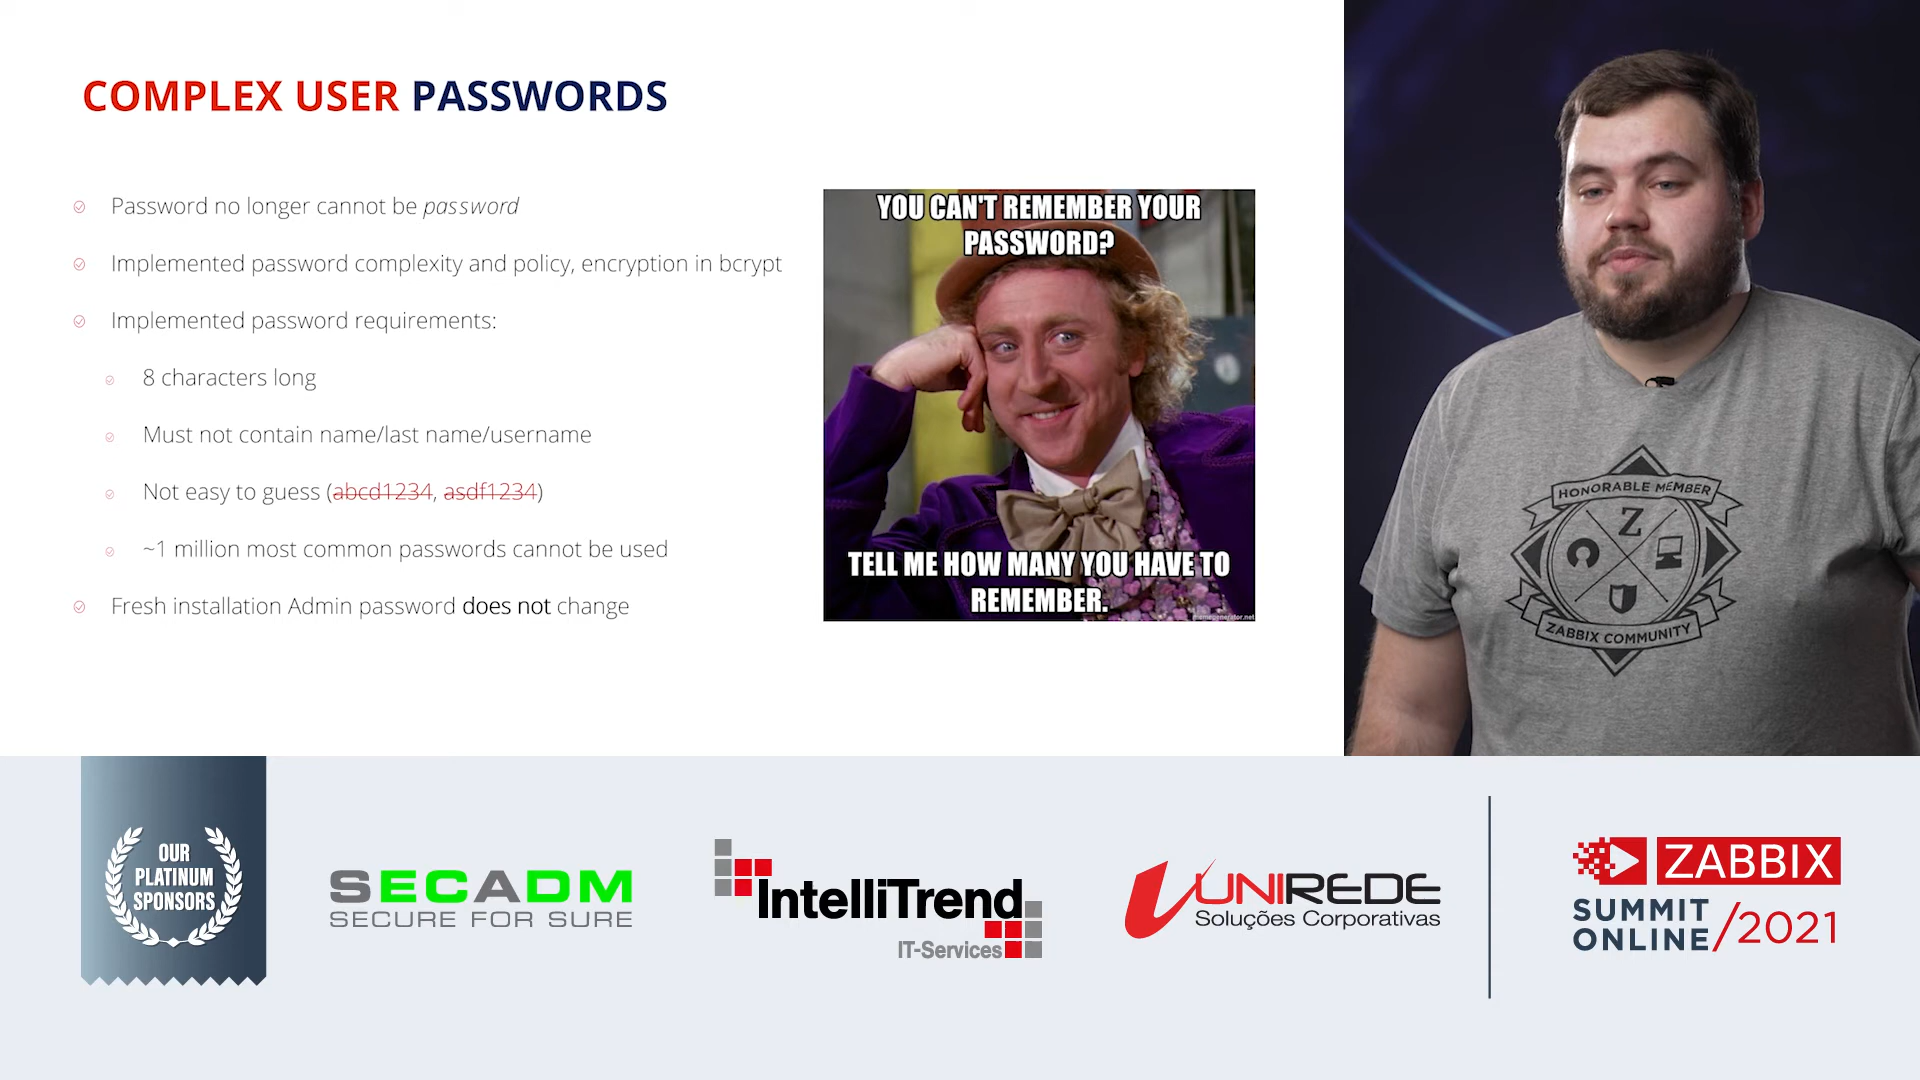 COMPLEX USER PASSWORDS
Password no longer cannot be password
Implemented password complexity and policy, encryption in bcrypt
Implemented password requirements:
8 characters long
Must not contain name/last name/username
Not easy to guess (abcd1234, asdf1234)
~1 million most common passwords cannot be used
Fresh installation Admin password does not change
YOU CAN'T REMEMBER YOUR
PASSWORD?
TELL ME HOW MANY YOU HAVE TO
REMEMBER.
memegenerator.net
HONORABLE MEMBER
Z
ZABBIX COMMUNITY
OUR
PLATINUM
SPONSORS
SECADM
SECURE FOR SURE
IntelliTrend
IT-Services
UNIREDE
Soluções Corporativas
ZABBIX
SUMMIT
ONLINE/2021